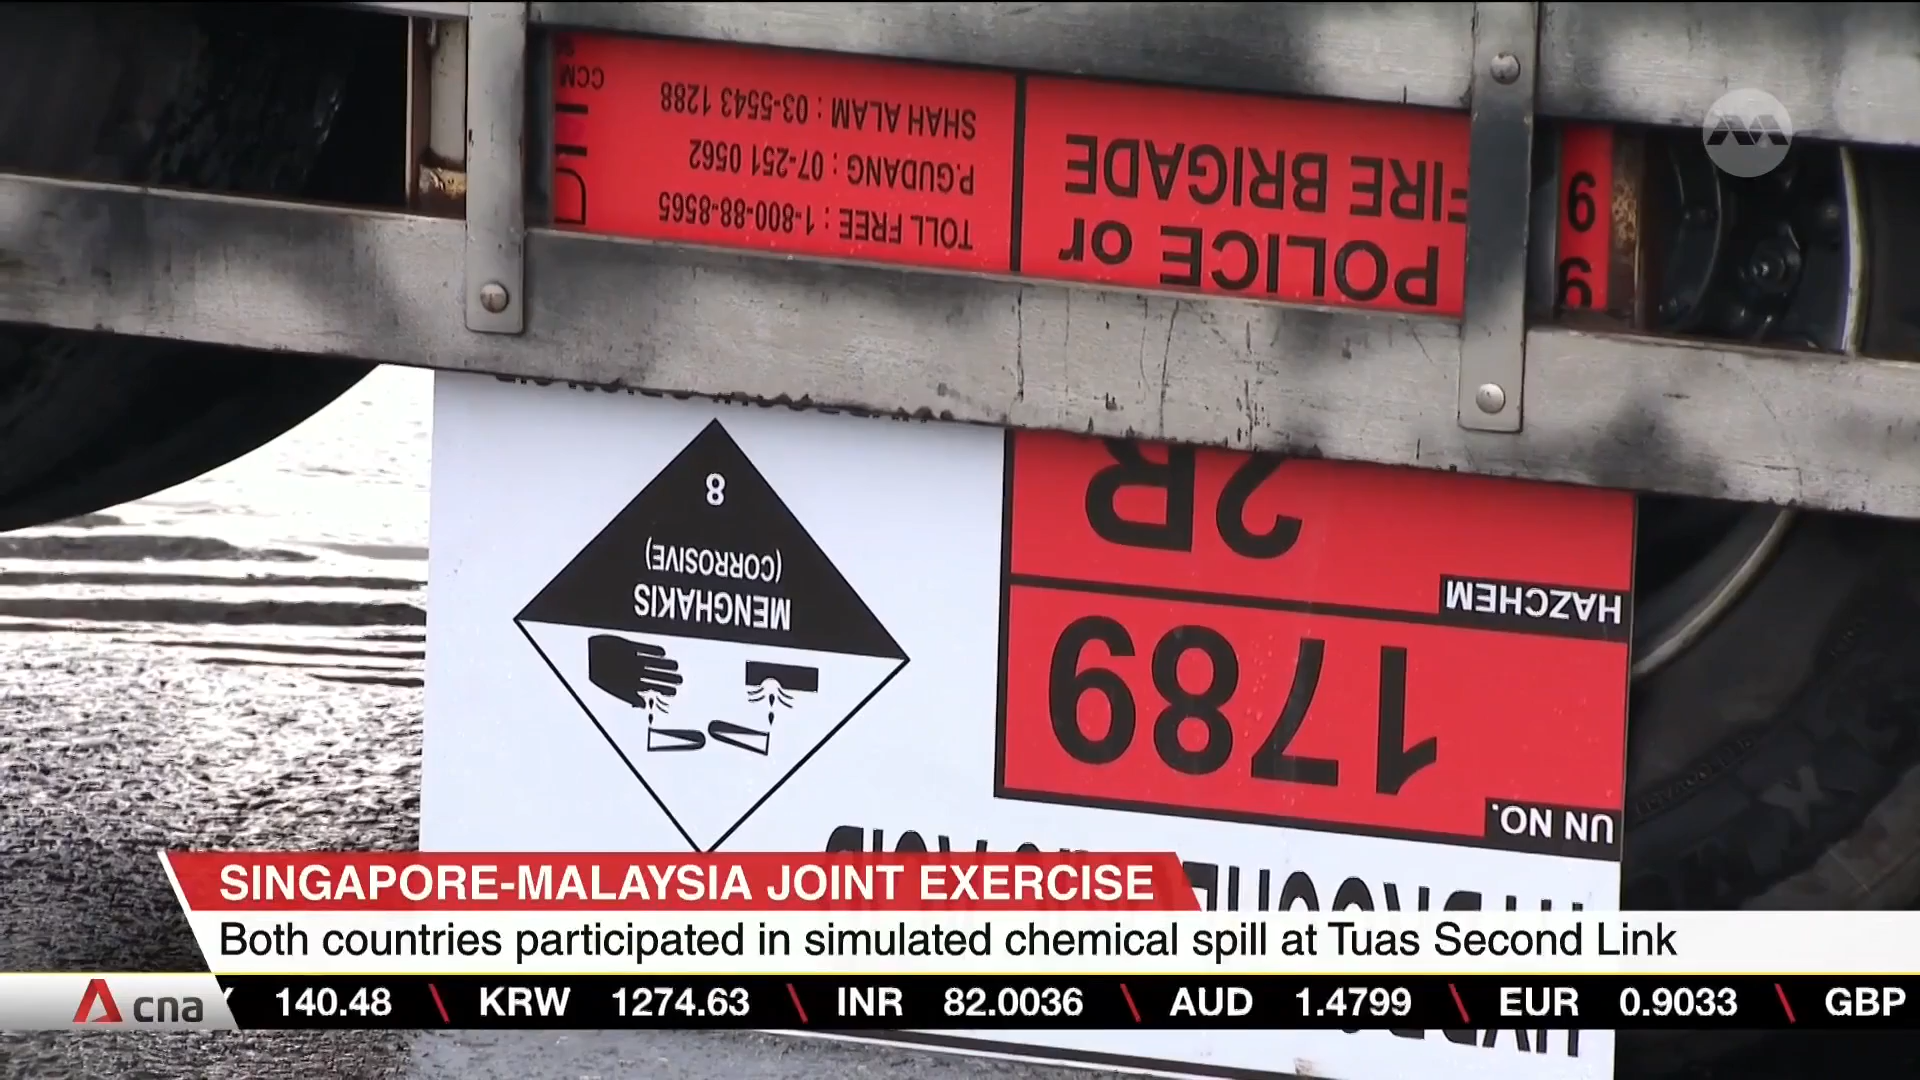 CCM
SHAH ALAM : 03-5543 1288
P.GUDANG : 07-251 0562
TOLL FREE : 1-800-88-8565
POLICE or
FIRE BRIGADE
9
9
8
(CORROSIVE)
MENGHAKIS
2R
HAZCHEM
1789
UN NO.
SINGAPORE-MALAYSIA JOINT EXERCISE
Both countries participated in simulated chemical spill at Tuas Second Link
cna 140.48 \ KRW 1274.63 \ INR 82.0036 \ AUD 1.4799 \ EUR 0.9033 \ GBP